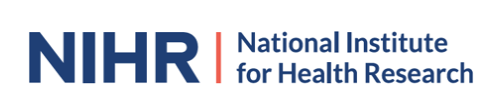 NIHR
National Institute
for Health Research